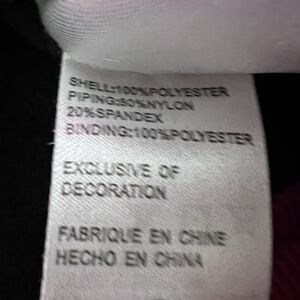 SHELL:100%POLYESTER
PIPING:80%NYLON
20%SPANDEX
BINDING:100%POLYESTER
EXCLUSIVE OF
DECORATION
FABRIQUE EN CHINE
HECHO EN CHINA